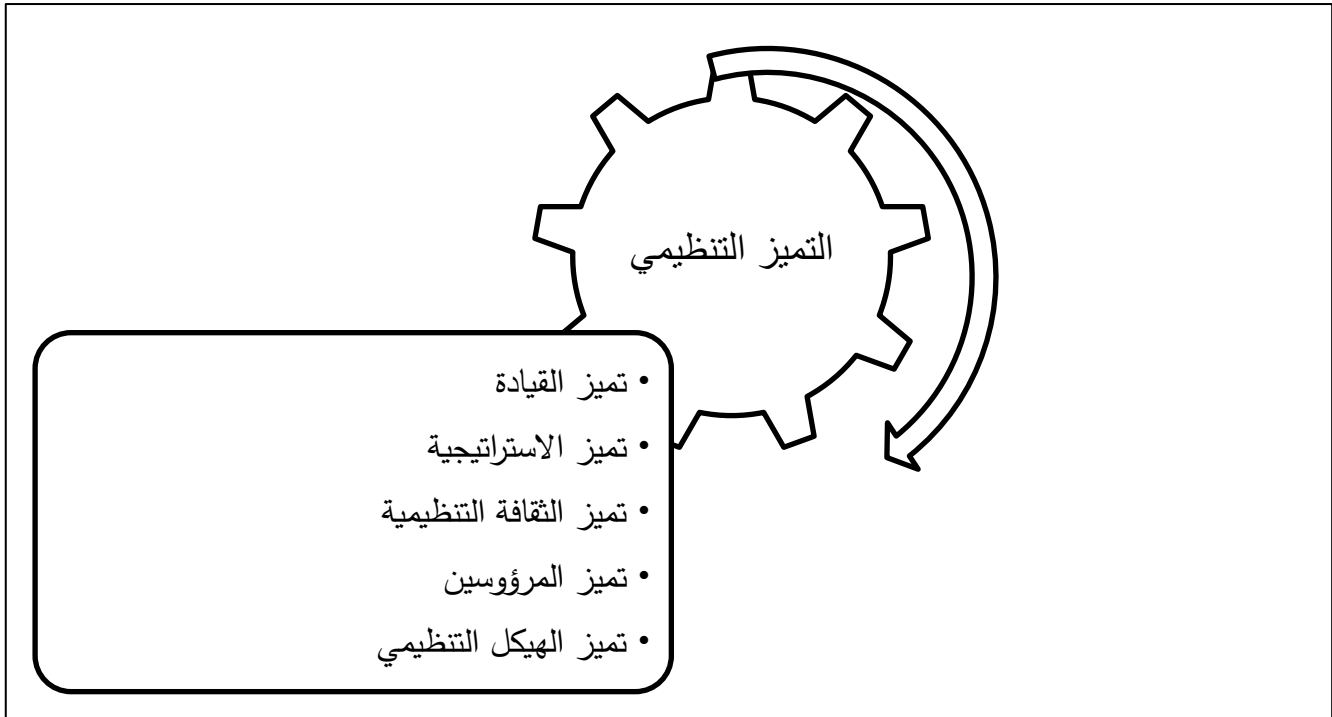 التميز التنظيمي
• تميز القيادة
• تميز الاستراتيجية
• تميز الثقافة التنظيمية
• تميز المرؤوسين
• تميز الهيكل التنظيمي